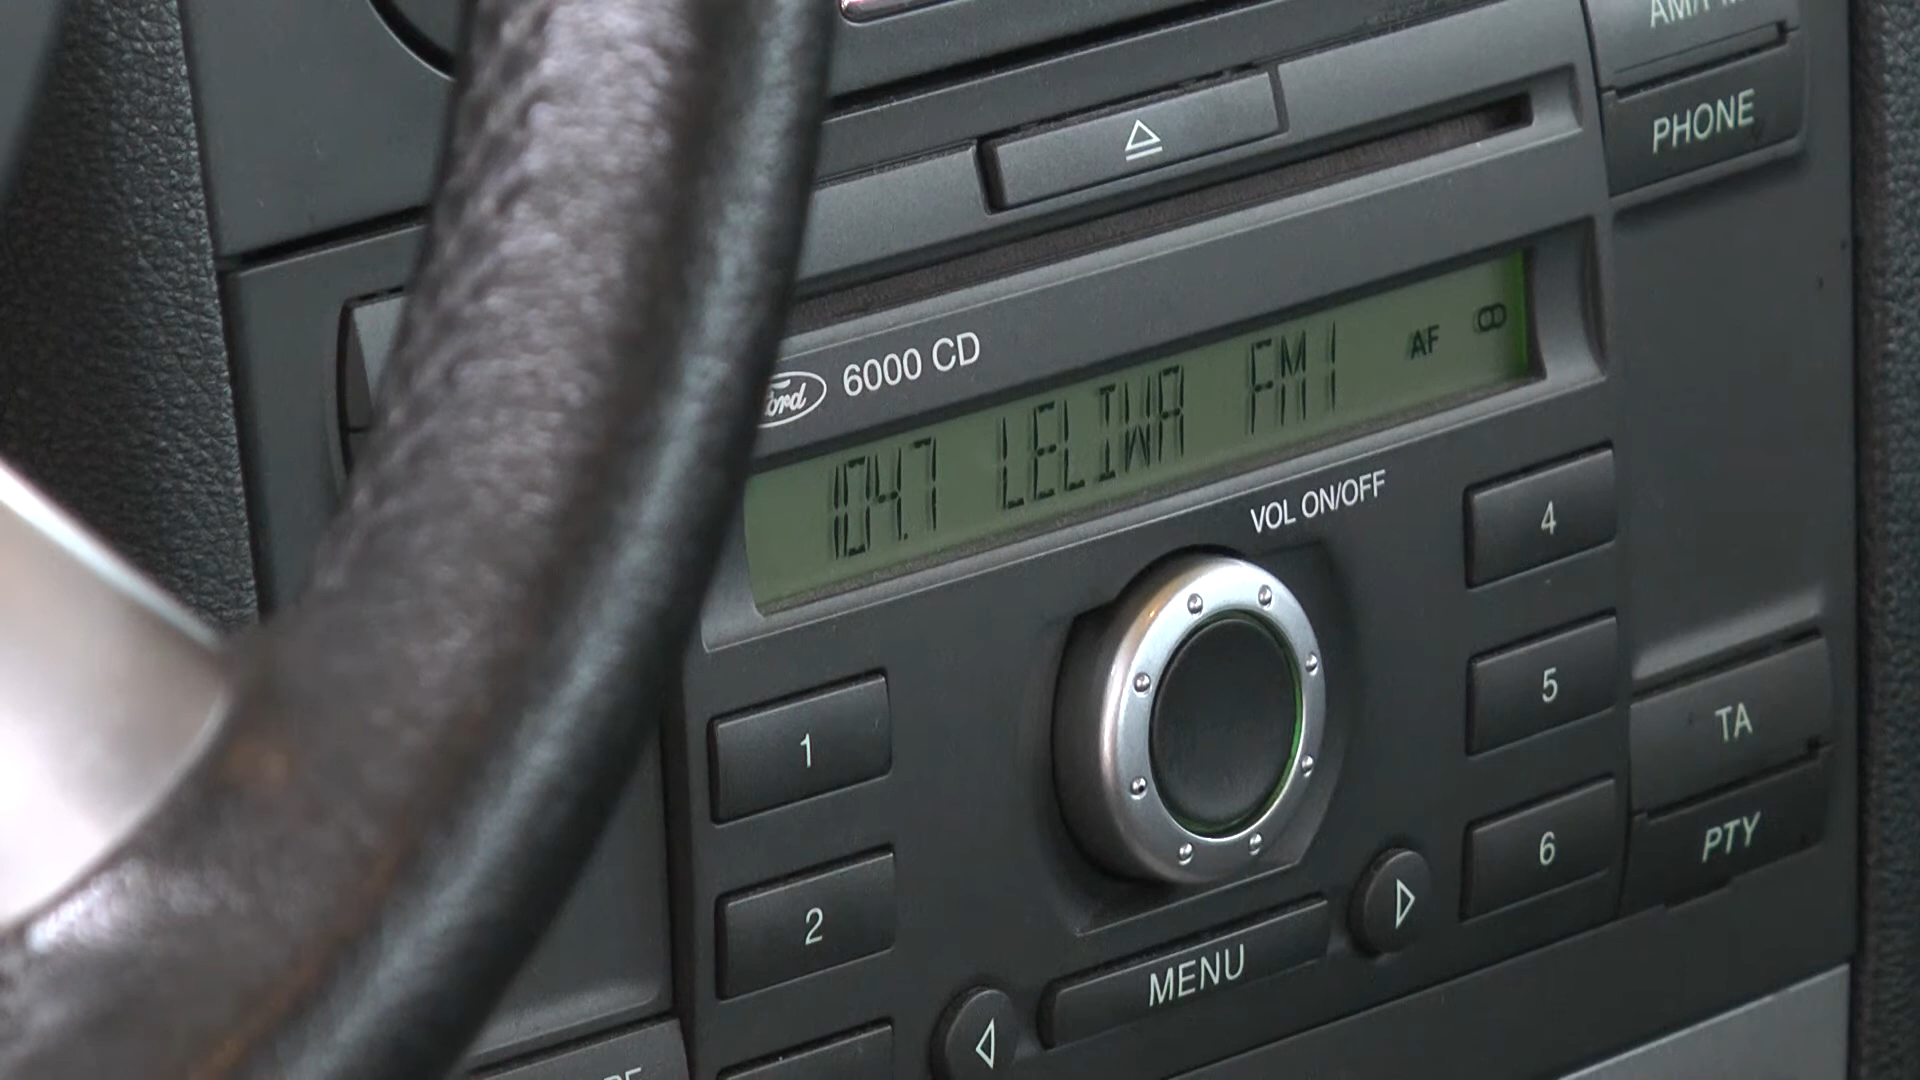 PHONE
Ford 6000 CD
104.7 LELIWA FM1 AF
VOL ON/OFF
4
5
1
TA
6
PTY
2
MENU